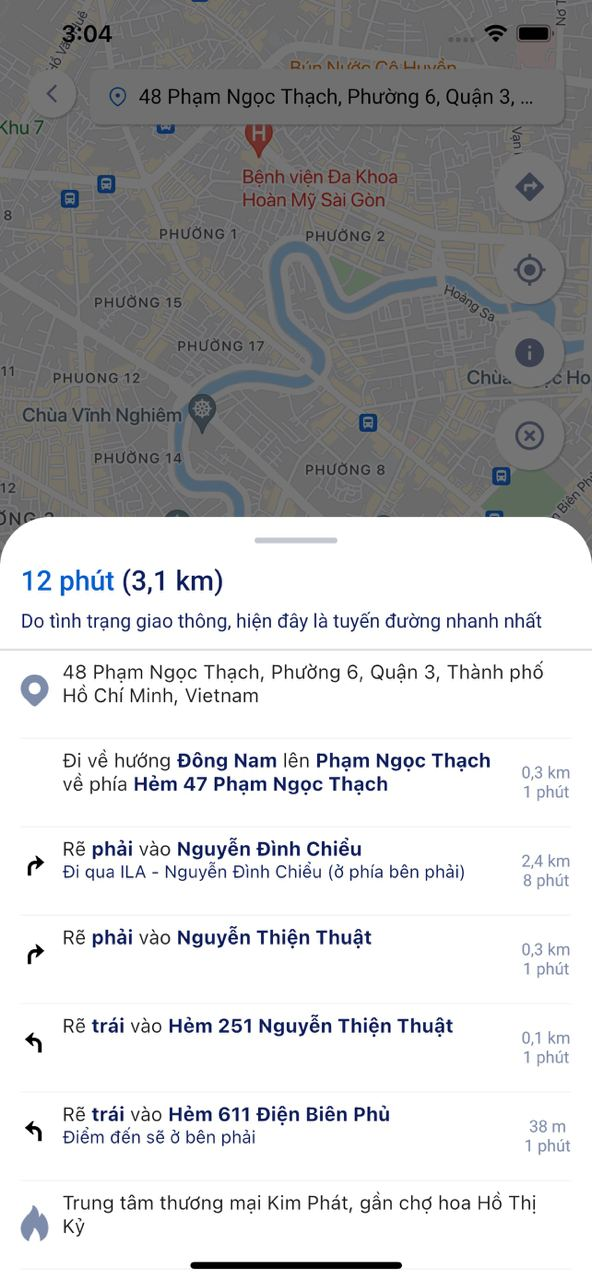 3:04
Hồ Văn Huê
Bún Nước Cô Huyền
48 Phạm Ngọc Thạch, Phường 6, Quận 3, ...
Khu 7
H
Bệnh viện Đa Khoa
Hoàn Mỹ Sài Gòn
8
PHƯỜNG 1
PHƯỜNG 2
PHƯỜNG 15
Hoàng Sa
PHƯỜNG 17
11
PHUONG 12
Chùa
Ho
Chùa Vĩnh Nghiêm
PHƯỜNG 14
PHƯỜNG 8
12
12 phút (3,1 km)
Do tình trạng giao thông, hiện đây là tuyến đường nhanh nhất
48 Phạm Ngọc Thạch, Phường 6, Quận 3, Thành phố
Hồ Chí Minh, Vietnam
Đi về hướng Đông Nam lên Phạm Ngọc Thạch
về phía Hẻm 47 Phạm Ngọc Thạch
0,3 km
1 phút
Rẽ phải vào Nguyễn Đình Chiểu
Đi qua ILA - Nguyễn Đình Chiểu (ở phía bên phải)
2,4 km
8 phút
Rẽ phải vào Nguyễn Thiện Thuật
0,3 km
1 phút
Rẽ trái vào Hẻm 251 Nguyễn Thiện Thuật
0,1 km
1 phút
Rẽ trái vào Hẻm 611 Điện Biên Phủ
Điểm đến sẽ ở bên phải
38 m
1 phút
Trung tâm thương mại Kim Phát, gần chợ hoa Hồ Thị
Kỷ